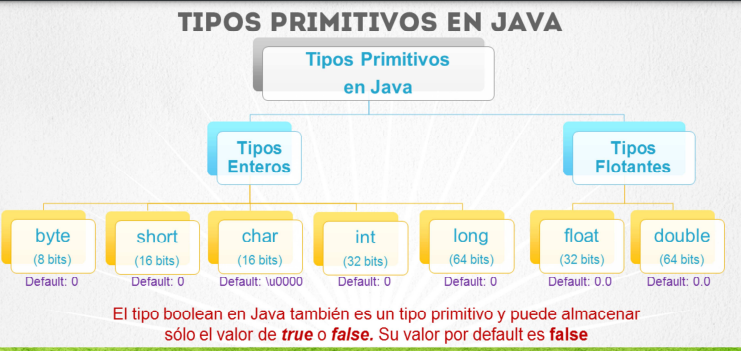 TIPOS PRIMITIVOS EN JAVA
Tipos Primitivos
en Java
Tipos
Enteros
Tipos
Flotantes
byte
(8 bits)
Default: 0
short
(16 bits)
Default: 0
char
(16 bits)
Default: \u0000
int
(32 bits)
Default: 0
long
(64 bits)
Default: 0
float
(32 bits)
Default: 0.0
double
(64 bits)
Default: 0.0
El tipo boolean en Java también es un tipo primitivo y puede almacenar
sólo el valor de true o false. Su valor por default es false